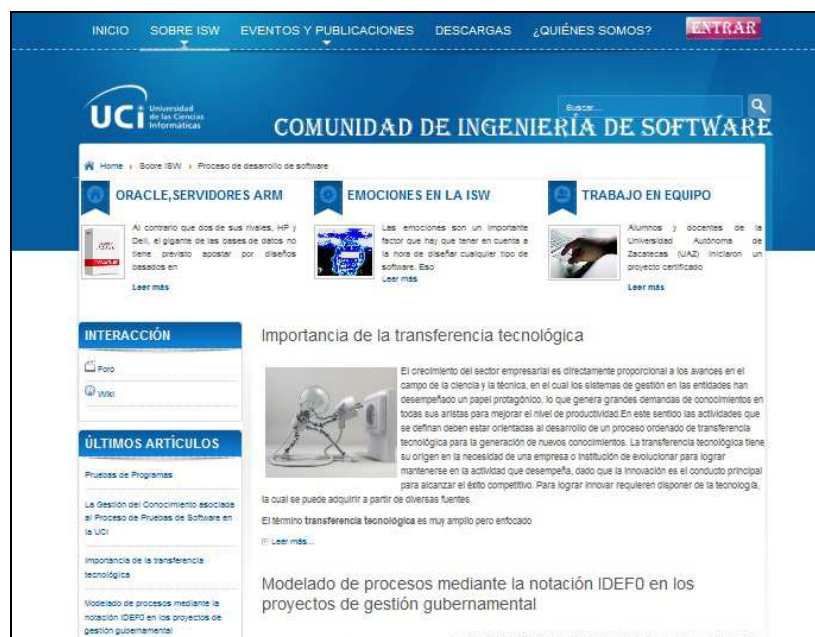 INICIO SOBRE ISW EVENTOS Y PUBLICACIONES DESCARGAS ¿QUIÉNES SOMOS? ENTRAR
UCi Universidad
de las Ciencias
Informáticas
Buscar...
COMUNIDAD DE INGENIERÍA DE SOFTWARE
Home Sobre ISW Proceso de desarrollo de software
ORACLE,SERVIDORES ARM
Al contrario que dos de sus rivales, HP y
Dell, el gigante de las bases de datos no
tiene previsto apostar por diseños
basados en
Leer más
EMOCIONES EN LA ISW
Las emociones son un importante
factor que hay que tener en cuenta a
la hora de diseñar cualquier tipo de
software. Eso
Leer más
TRABAJO EN EQUIPO
Alumnos y docentes de la
Universidad Autónoma de
Zacatecas (UAZ) iniciaron un
proyecto certificado
Leer más
INTERACCIÓN
Foro
Wiki
ÚLTIMOS ARTÍCULOS
Pruebas de Programas
La Gestión del Conocimiento asociada
al Proceso de Pruebas de Software en
la UCI
Importancia de la transferencia
tecnológica
Modelado de procesos mediante la
notación IDEF0 en los proyectos de
gestión gubernamental
Importancia de la transferencia tecnológica
El crecimiento del sector empresarial es directamente proporcional a los avances en el
campo de la ciencia y la técnica, en el cual los sistemas de gestión en las entidades han
desempeñado un papel protagónico, lo que genera grandes demandas de conocimientos en
todas sus aristas para mejorar el nivel de productividad.En este sentido las actividades que
se definan deben estar orientadas al desarrollo de un proceso ordenado de transferencia
tecnológica para la generación de nuevos conocimientos. La transferencia tecnológica tiene
su origen en la necesidad de una empresa o institución de evolucionar para lograr
mantenerse en la actividad que desempeña, dado que la innovación es el conducto principal
para alcanzar el éxito competitivo. Para lograr innovar requieren disponer de la tecnología,
la cual se puede adquirir a partir de diversas fuentes.
El término transferencia tecnológica es muy amplio pero enfocado
Leer más...
Modelado de procesos mediante la notación IDEF0 en los
proyectos de gestión gubernamental